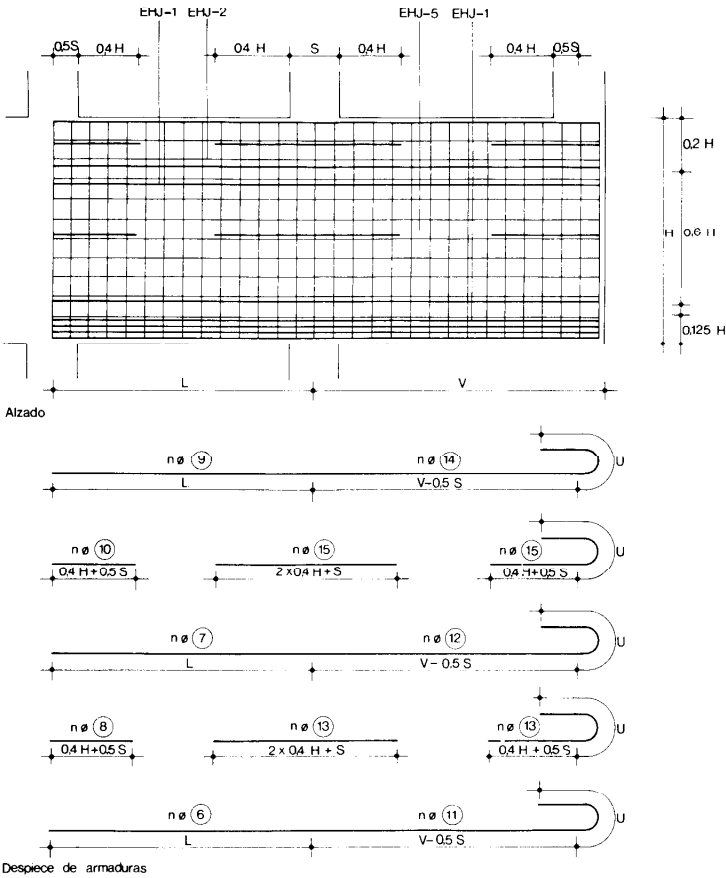 EHJ-1 EHJ-2 EHJ-5 EHJ-1
0,5S 0,4 H 0,4 H S 0,4 H 0,4 H 0,5S
0,2 H
H 0,6 H
0,125 H
L V
Alzado
n ø 9 n ø 14
L V-0,5 S U
n ø 10 n ø 15 n ø 15
0,4 H+0,5 S 2 x 0,4 H + S 0,4 H+0,5 S U
n ø 7 n ø 12
L V- 0,5 S U
n ø 8 n ø 13 n ø 13
0,4 H+0,5 S 2 x 0,4 H + S 0,4 H + 0,5 S U
n ø 6 n ø 11
L V-0,5 S U
Despiece de armaduras